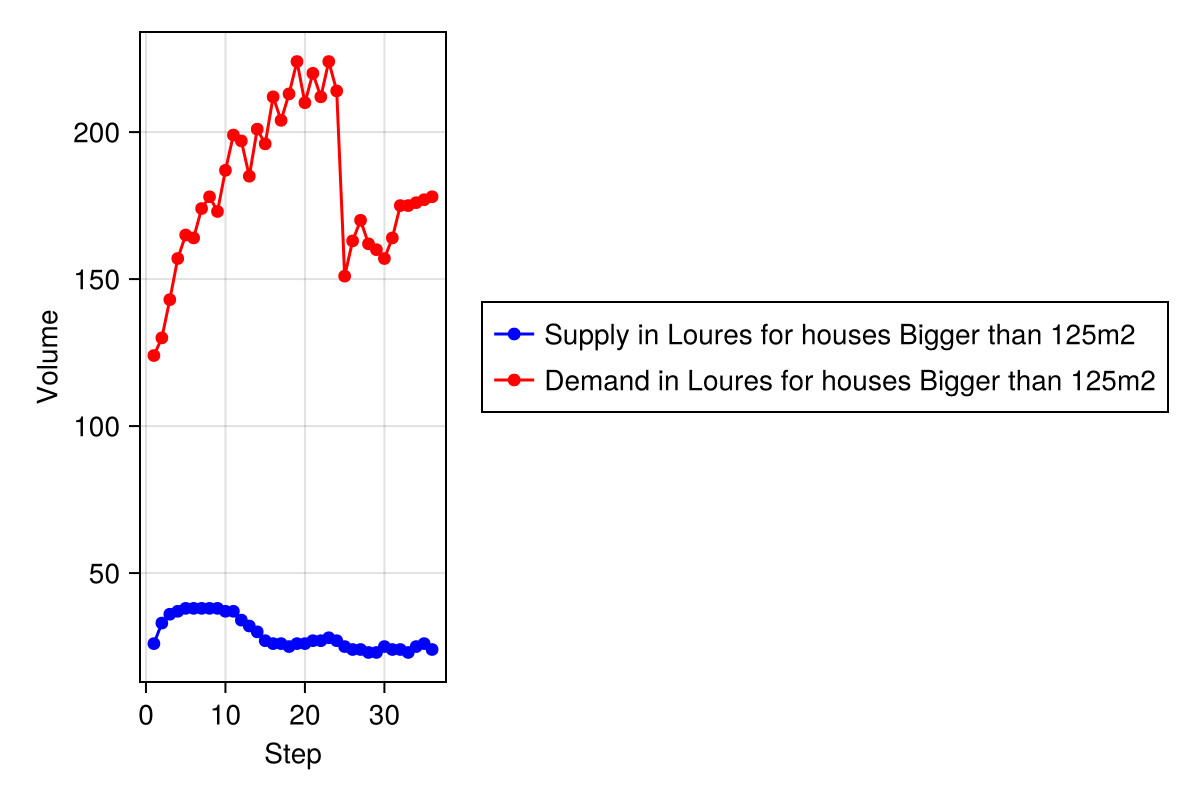 200
150
100
50
Volume
0 10 20 30
Step
Supply in Loures for houses Bigger than 125m2
Demand in Loures for houses Bigger than 125m2